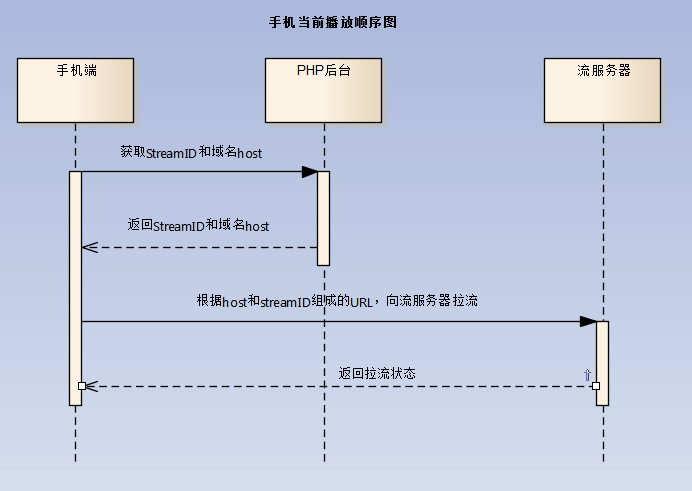 手机当前播放顺序图
手机端
PHP后台
流服务器
获取StreamID和域名host
返回StreamID和域名host
根据host和streamID组成的URL，向流服务器拉流
返回拉流状态